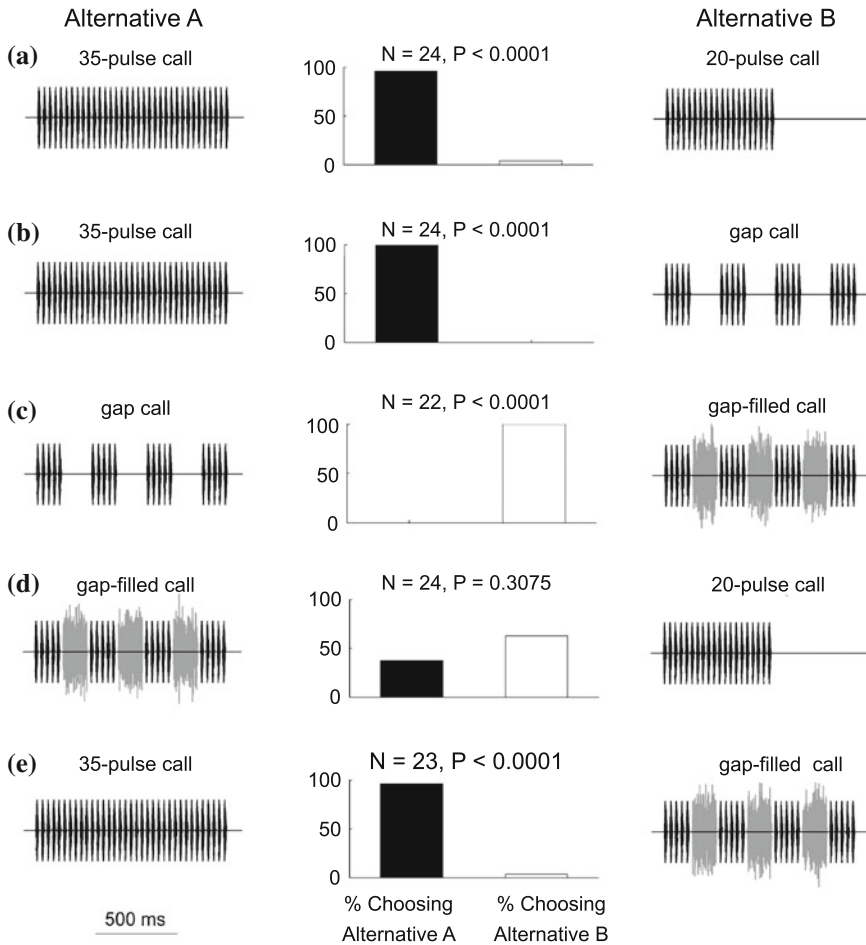 Alternative A
Alternative B
(a)
35-pulse call
N = 24, P < 0.0001
20-pulse call
100
50
0
(b)
35-pulse call
N = 24, P < 0.0001
gap call
100
50
0
(c)
gap call
N = 22, P < 0.0001
gap-filled call
100
50
0
(d)
gap-filled call
N = 24, P = 0.3075
20-pulse call
100
50
0
(e)
35-pulse call
N = 23, P < 0.0001
gap-filled call
100
50
0
500 ms
% Choosing
Alternative A
% Choosing
Alternative B